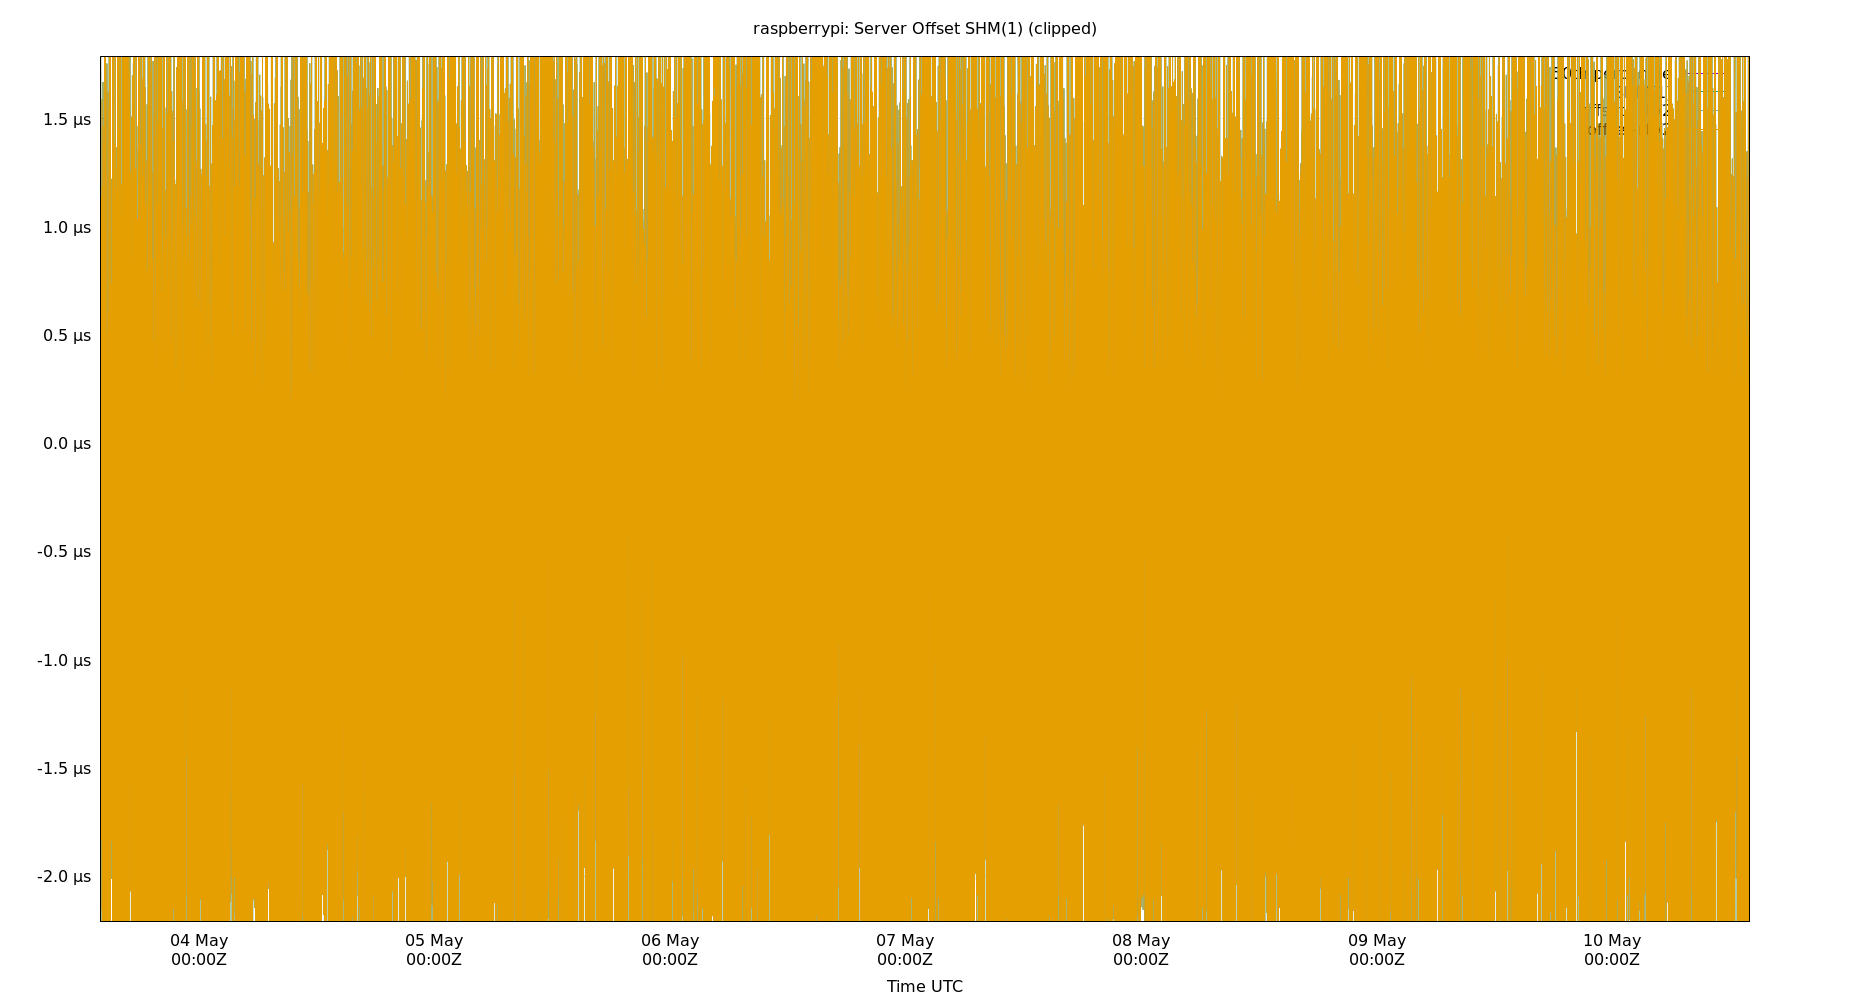 raspberrypi: Server Offset SHM(1) (clipped)
1.5 µs
1.0 µs
0.5 µs
0.0 µs
-0.5 µs
-1.0 µs
-1.5 µs
-2.0 µs
04 May 05 May 06 May 07 May 08 May 09 May 10 May
00:00Z 00:00Z 00:00Z 00:00Z 00:00Z 00:00Z 00:00Z
Time UTC